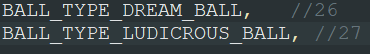 BALL_TYPE_DREAM_BALL,   //26
BALL_TYPE_LUDICROUS_BALL, //27